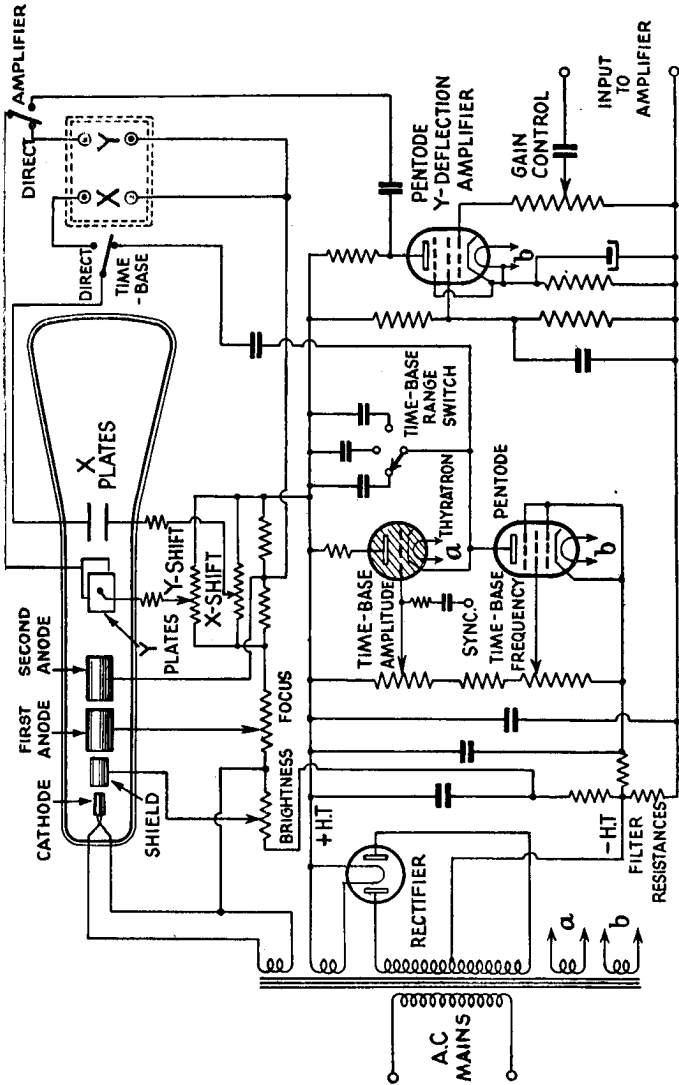 AMPLIFIER
DIRECT
Y
X
DIRECT
TIME
-BASE
X
PLATES
SECOND
ANODE
FIRST
ANODE
CATHODE
SHIELD
Y
PLATES
Y-SHIFT
X-SHIFT
FOCUS
BRIGHTNESS
PENTODE
Y-DEFLECTION
AMPLIFIER
GAIN
CONTROL
INPUT
TO
AMPLIFIER
b
TIME-BASE
RANGE
SWITCH
THYRATRON
a
TIME-BASE
AMPLITUDE
SYNC.
PENTODE
b
TIME-BASE
FREQUENCY
+H.T
-H.T
FILTER
RESISTANCES
RECTIFIER
a
b
A.C
MAINS